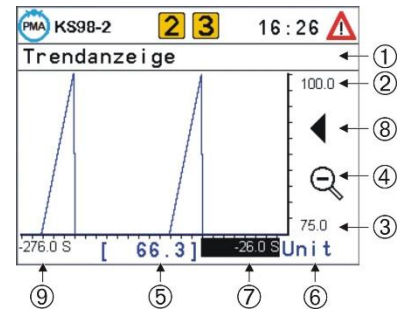 PMA KS98-2 2 3 16:26
Trendanzeige ①
100.0 ②
⑧
④
75.0 ③
-276.0 S [ 66.3] -26.0 S Unit
⑨ ⑤ ⑦ ⑥